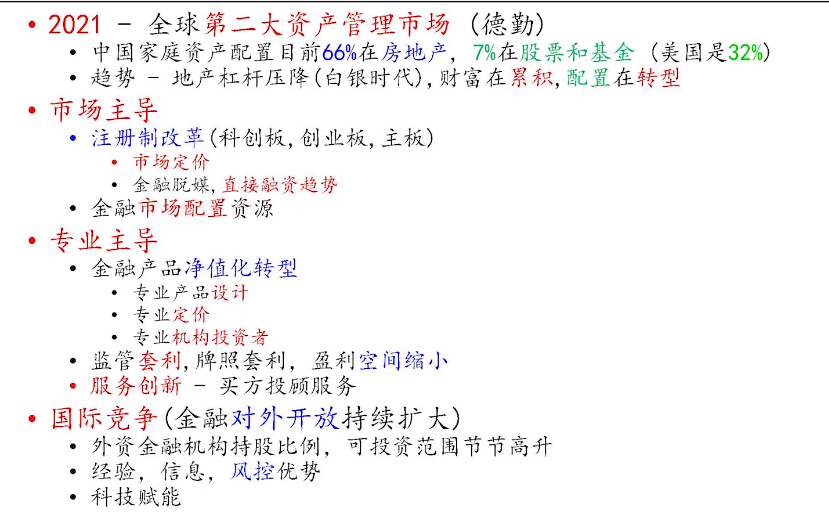 • 2021 - 全球第二大资产管理市场 (德勤)
• 中国家庭资产配置目前66%在房地产, 7%在股票和基金 (美国是32%)
• 趋势 - 地产杠杆压降(白银时代),财富在累积,配置在转型
• 市场主导
• 注册制改革(科创板,创业板,主板)
• 市场定价
• 金融脱媒,直接融资趋势
• 金融市场配置资源
• 专业主导
• 金融产品净值化转型
• 专业产品设计
• 专业定价
• 专业机构投资者
• 监管套利,牌照套利, 盈利空间缩小
• 服务创新 - 买方投顾服务
• 国际竞争(金融对外开放持续扩大)
• 外资金融机构持股比例, 可投资范围节节高升
• 经验, 信息, 风控优势
• 科技赋能